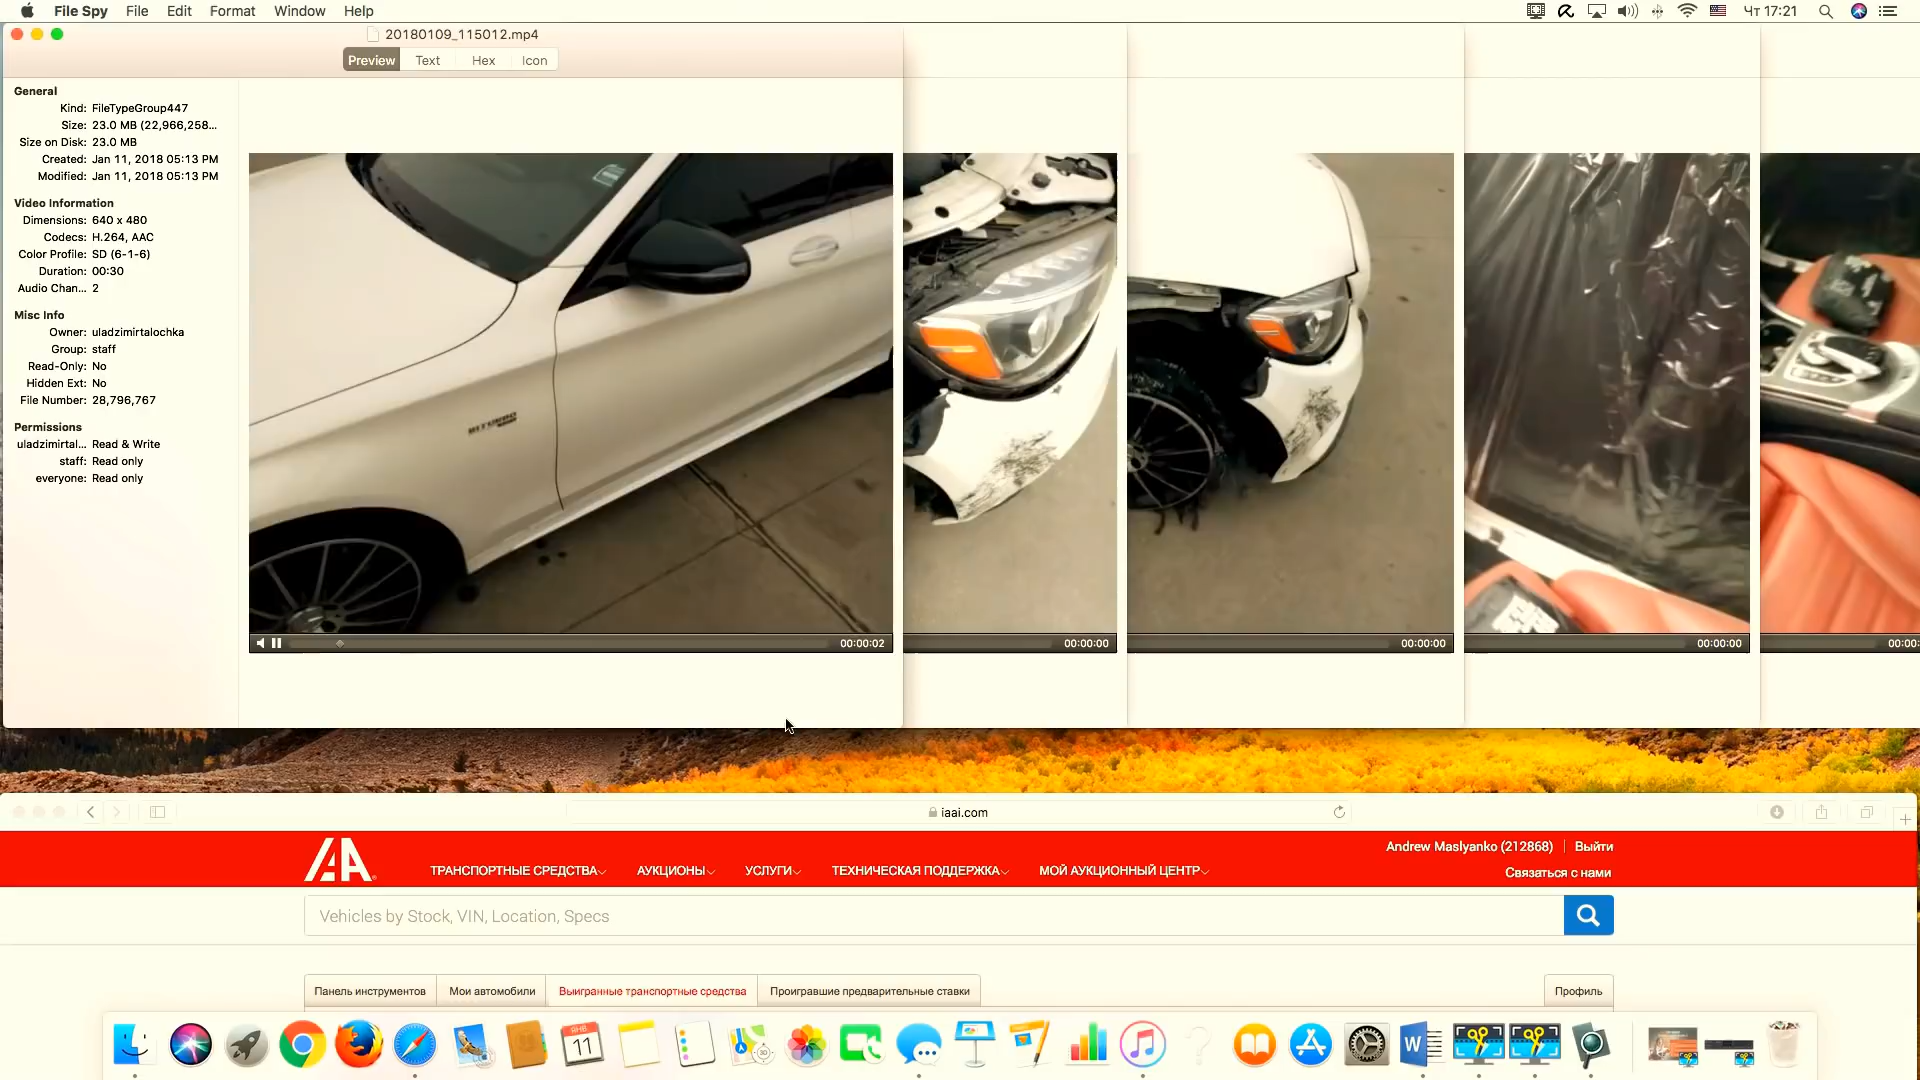 File Spy File Edit Format Window Help Чт 17:21
20180109_115012.mp4
Preview Text Hex Icon
General
Kind: FileTypeGroup447
Size: 23.0 MB (22,966,258...
Size on Disk: 23.0 MB
Created: Jan 11, 2018 05:13 PM
Modified: Jan 11, 2018 05:13 PM
Video Information
Dimensions: 640 x 480
Codecs: H.264, AAC
Color Profile: SD (6-1-6)
Duration: 00:30
Audio Chan... 2
Misc Info
Owner: uladzimirtalochka
Group: staff
Read-Only: No
Hidden Ext: No
File Number: 28,796,767
Permissions
uladzimirtal... Read & Write
staff: Read only
everyone: Read only
BITURBO
00:00:02 00:00:00 00:00:00 00:00:00 00:00:
iaai.com
Andrew Maslyanko (212868) Выйти
IAA
ТРАНСПОРТНЫЕ СРЕДСТВА АУКЦИОНЫ УСЛУГИ ТЕХНИЧЕСКАЯ ПОДДЕРЖКА МОЙ АУКЦИОННЫЙ ЦЕНТР Связаться с нами
Vehicles by Stock, VIN, Location, Specs
Панель инструментов Мои автомобили Выигранные транспортные средства Проигравшие предварительные ставки Профиль
ЯНВ.
11